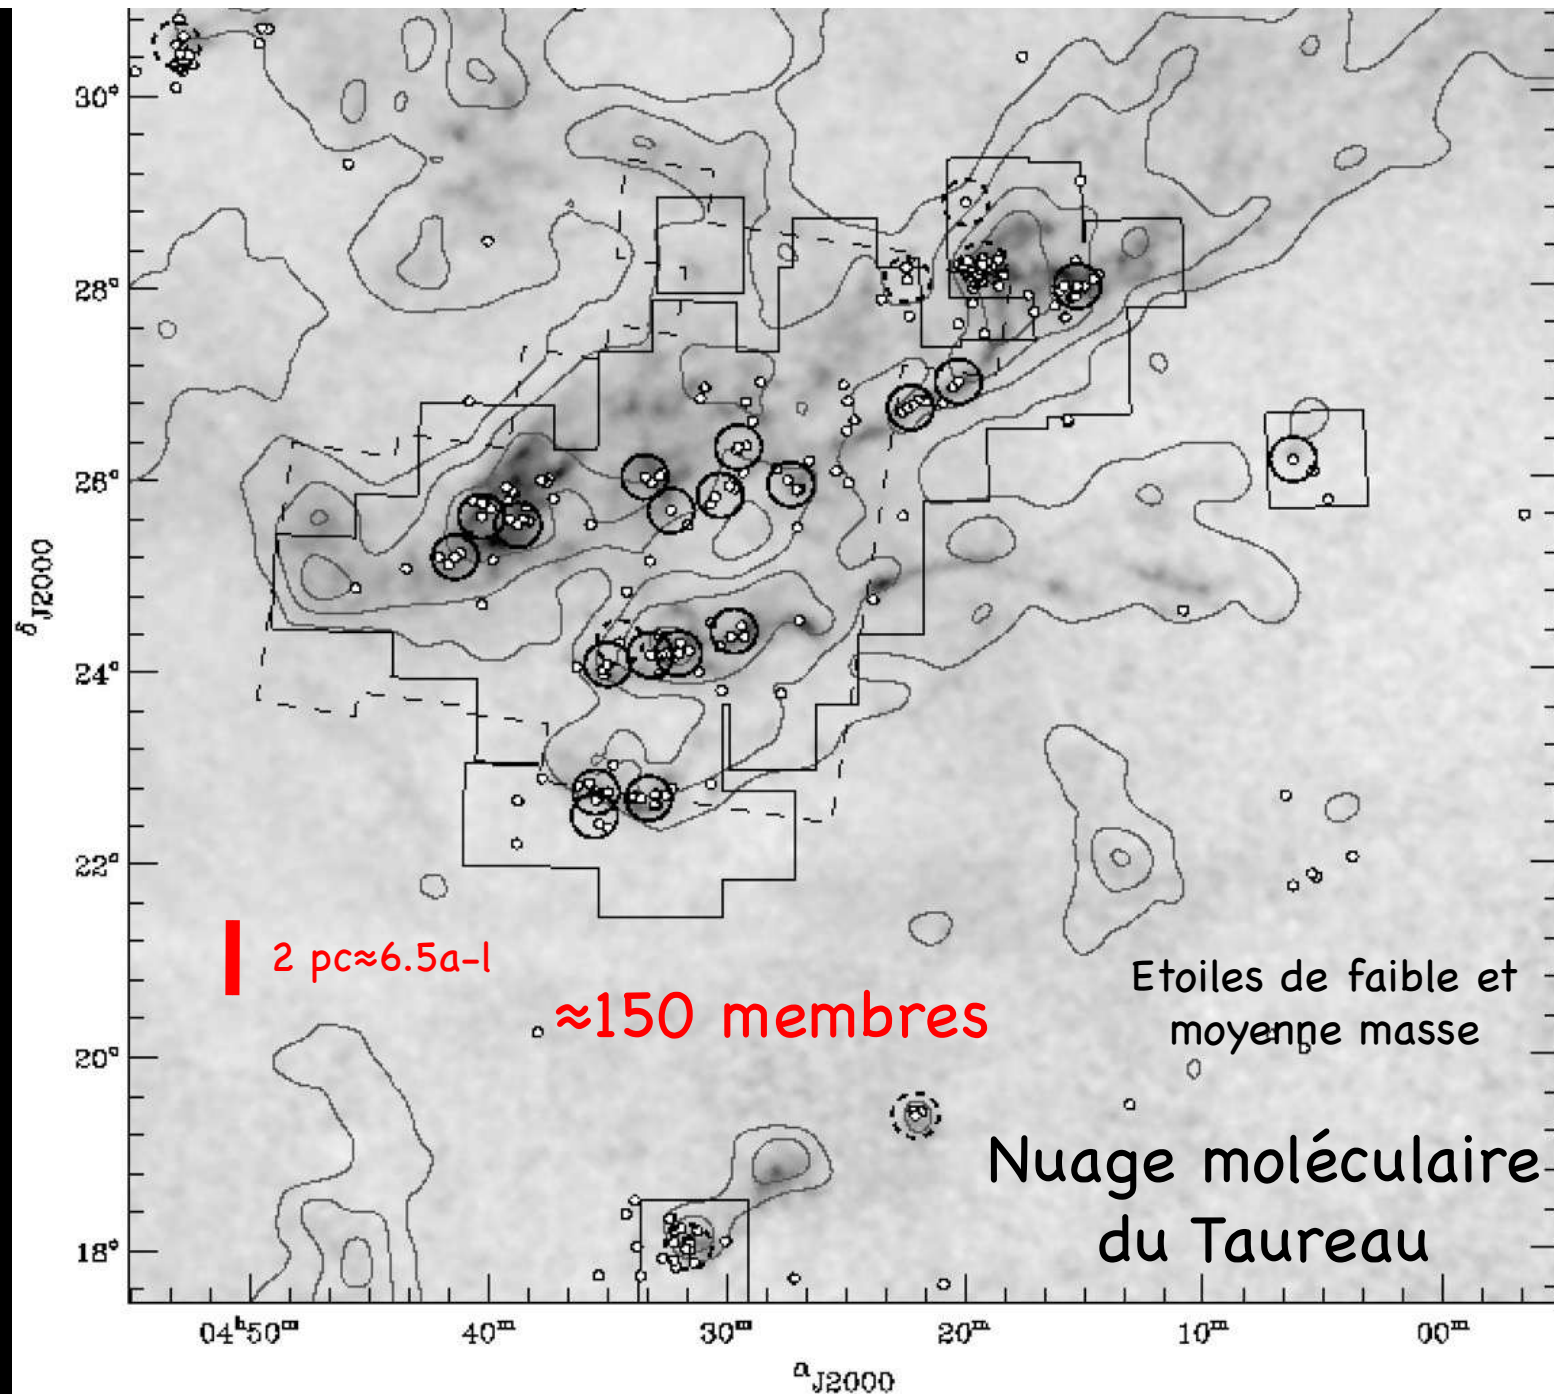 30°
28°
26°
24°
22°
20°
18°
δJ2000
2 pc≈6.5a-l
≈150 membres
Etoiles de faible et
moyenne masse
Nuage moléculaire
du Taureau
04ʰ50ᵐ 40ᵐ 30ᵐ 20ᵐ 10ᵐ 00ᵐ
αJ2000